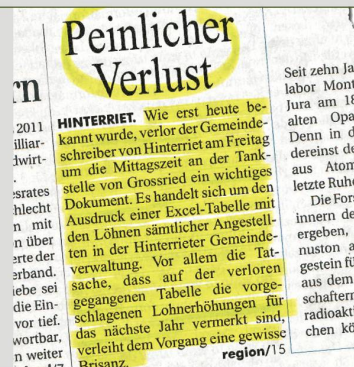 Peinlicher
Verlust
HINTERRIET. Wie erst heute be-
kannt wurde, verlor der Gemeinde-
schreiber von Hinterriet am Freitag
um die Mittagszeit an der Tank-
stelle von Grossried ein wichtiges
Dokument. Es handelt sich um den
Ausdruck einer Excel-Tabelle mit
den Löhnen sämtlicher Angestell-
ten in der Hinterrieter Gemeinde-
verwaltung. Vor allem die Tat-
sache, dass auf der verloren
gegangenen Tabelle die vorge-
schlagenen Lohnerhöhungen für
das nächste Jahr vermerkt sind,
verleiht dem Vorgang eine gewisse
Brisanz.
region/15
rn
2011
illiar-
dwirt-
esrates
hlecht
n mit
n über
erte der
erband.
iebe sei
die Ein-
vor tief.
wortbar,
n weiter
Seit zehn Ja
labor Mont
Jura am 18
alten Opa
Denn in d
dereinst d
aus Atom
letzte Ruh
Die For
innern de
ergeben,
nuston a
gestein fü
aus dem
schaftern
radioakti
chen kö